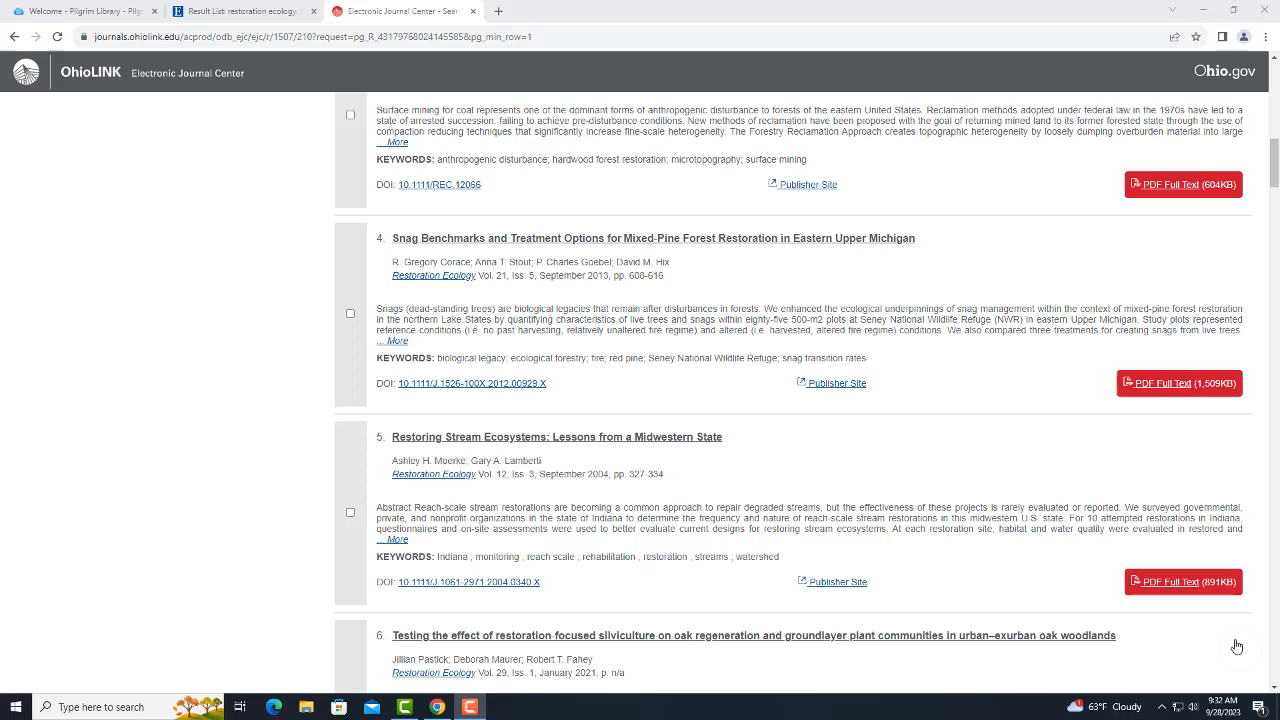 Welcome - Pilgrim Library - Pilg
Result List: restoration ecology:
Electronic Journal Center - Sear
journals.ohiolink.edu/acprod/odb_ejc/ejc/r/1507/210?request=pg_R_431797680241455855&pg_min_row=1
OhioLINK Electronic Journal Center
Ohio.gov
Surface mining for coal represents one of the dominant forms of anthropogenic disturbance to forests of the eastern United States. Reclamation methods adopted under federal law in the 1970s have led to a
state of arrested succession, failing to achieve pre-disturbance conditions. New methods of reclamation have been proposed with the goal of returning mined land to its former forested state through the use of
compaction reducing techniques that significantly increase fine-scale heterogeneity. The Forestry Reclamation Approach creates topographic heterogeneity by loosely dumping overburden material into large
... More
KEYWORDS: anthropogenic disturbance; hardwood forest restoration; microtopography; surface mining
DOI: 10.1111/REC.12066 Publisher Site PDF Full Text (604KB)
4. Snag Benchmarks and Treatment Options for Mixed-Pine Forest Restoration in Eastern Upper Michigan
R. Gregory Corace; Anna T. Stout; P. Charles Goebel; David M. Hix
Restoration Ecology Vol. 21, Iss. 5, September 2013, pp. 608-616
Snags (dead-standing trees) are biological legacies that remain after disturbances in forests. We enhanced the ecological underpinnings of snag management within the context of mixed-pine forest restoration
in the northern Lake States by quantifying characteristics of live trees and snags within eighty-five 500-m2 plots at Seney National Wildlife Refuge (NWR) in eastern Upper Michigan. Study plots represented
reference conditions (i.e. no past harvesting, relatively unaltered fire regime) and altered (i.e. harvested, altered fire regime) conditions. We also compared three treatments for creating snags from live trees.
... More
KEYWORDS: biological legacy; ecological forestry; fire; red pine; Seney National Wildlife Refuge; snag transition rates
DOI: 10.1111/J.1526-100X.2012.00929.X Publisher Site PDF Full Text (1,509KB)
5. Restoring Stream Ecosystems: Lessons from a Midwestern State
Ashley H. Moerke; Gary A. Lamberti
Restoration Ecology Vol. 12, Iss. 3, September 2004, pp. 327-334
Abstract Reach-scale stream restorations are becoming a common approach to repair degraded streams, but the effectiveness of these projects is rarely evaluated or reported. We surveyed governmental,
private, and nonprofit organizations in the state of Indiana to determine the frequency and nature of reach-scale stream restorations in this midwestern U.S. state. For 10 attempted restorations in Indiana,
questionnaires and on-site assessments were used to better evaluate current designs for restoring stream ecosystems. At each restoration site, habitat and water quality were evaluated in restored and
... More
KEYWORDS: Indiana ; monitoring ; reach scale ; rehabilitation ; restoration ; streams ; watershed
DOI: 10.1111/J.1061-2971.2004.0340.X Publisher Site PDF Full Text (891KB)
6. Testing the effect of restoration-focused silviculture on oak regeneration and groundlayer plant communities in urban–exurban oak woodlands
Jillian Pastick; Deborah Maurer; Robert T. Fahey
Restoration Ecology Vol. 29, Iss. 1, January 2021, p. n/a
Type here to search
63°F Cloudy
9:32 AM
9/28/2023